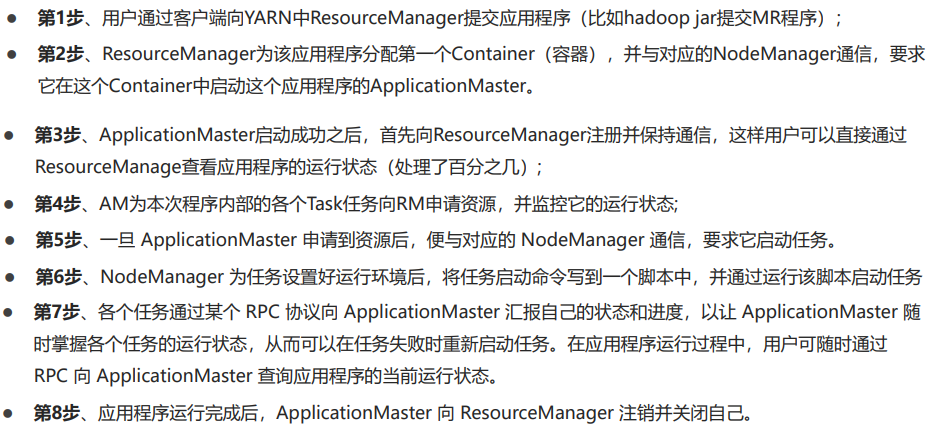 ● 第1步、用户通过客户端向YARN中ResourceManager提交应用程序（比如hadoop jar提交MR程序）;
● 第2步、ResourceManager为该应用程序分配第一个Container（容器），并与对应的NodeManager通信，要求
它在这个Container中启动这个应用程序的ApplicationMaster。
● 第3步、ApplicationMaster启动成功之后，首先向ResourceManager注册并保持通信，这样用户可以直接通过
ResourceManage查看应用程序的运行状态（处理了百分之几）;
● 第4步、AM为本次程序内部的各个Task任务向RM申请资源，并监控它的运行状态;
● 第5步、一旦 ApplicationMaster 申请到资源后，便与对应的 NodeManager 通信，要求它启动任务。
● 第6步、NodeManager 为任务设置好运行环境后，将任务启动命令写到一个脚本中，并通过运行该脚本启动任务
● 第7步、各个任务通过某个 RPC 协议向 ApplicationMaster 汇报自己的状态和进度，以让 ApplicationMaster 随
时掌握各个任务的运行状态，从而可以在任务失败时重新启动任务。在应用程序运行过程中，用户可随时通过
RPC 向 ApplicationMaster 查询应用程序的当前运行状态。
● 第8步、应用程序运行完成后，ApplicationMaster 向 ResourceManager 注销并关闭自己。